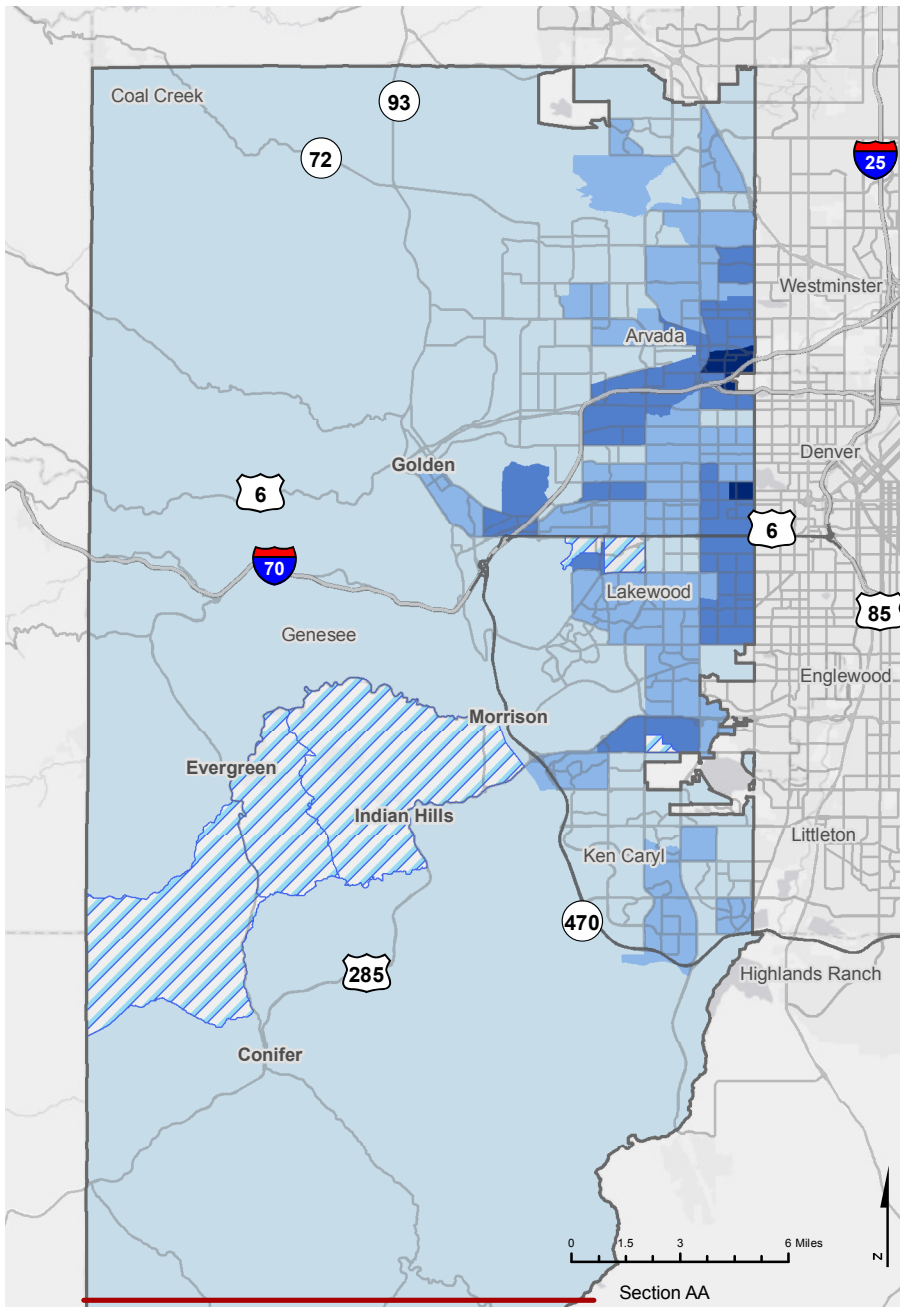 Coal Creek
93
72
25
Westminster
Arvada
Denver
Golden
6
6
70
Lakewood
85
Genesee
Englewood
Morrison
Evergreen
Indian Hills
Littleton
Ken Caryl
470
285
Highlands Ranch
Conifer
0 1.5 3 6 Miles
N
Section AA